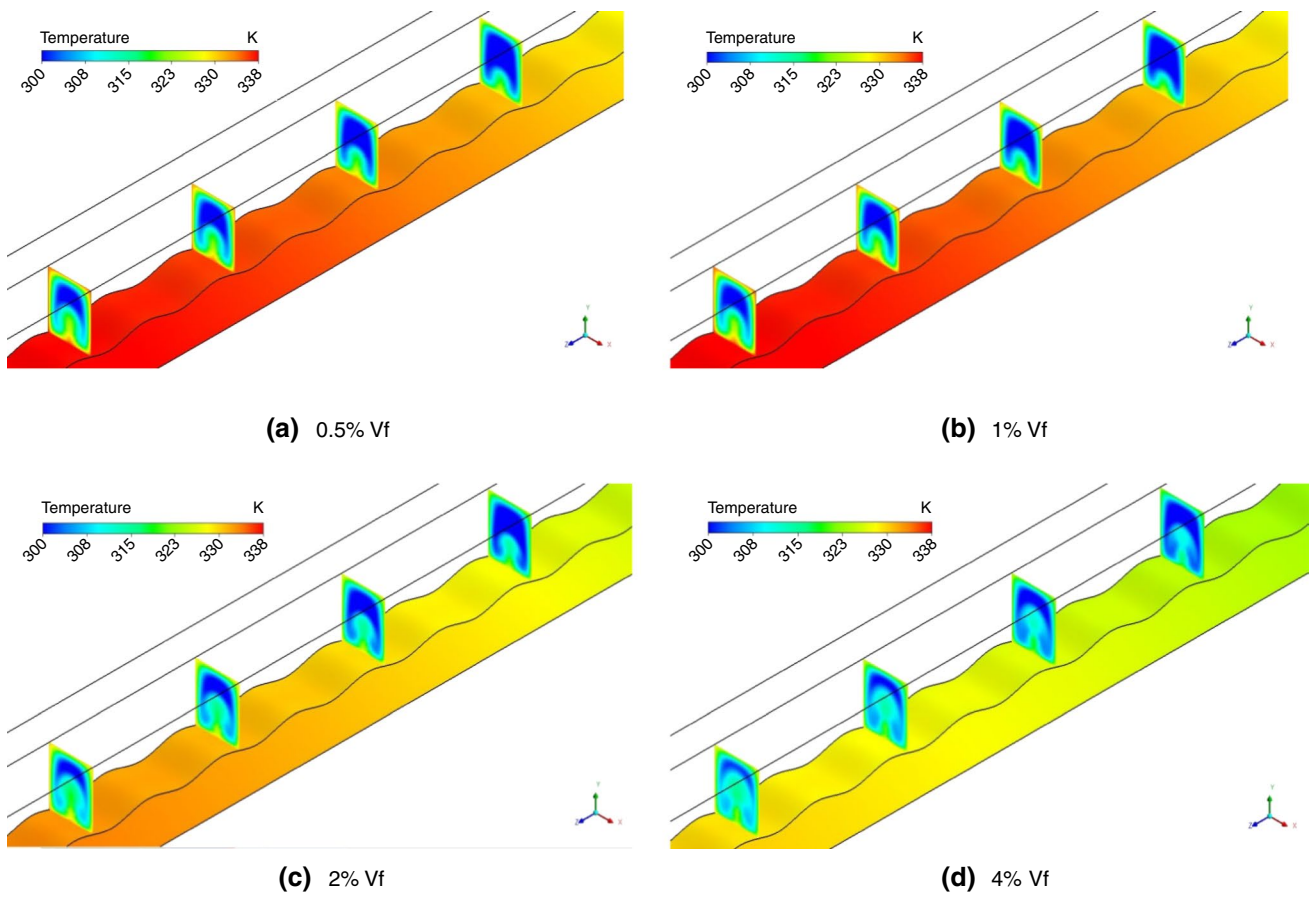 Temperature K
300 308 315 323 330 338
Y
Z X
(a) 0.5% Vf
Temperature K
300 308 315 323 330 338
Y
Z X
(b) 1% Vf
Temperature K
300 308 315 323 330 338
Y
Z X
(c) 2% Vf
Temperature K
300 308 315 323 330 338
Y
Z X
(d) 4% Vf